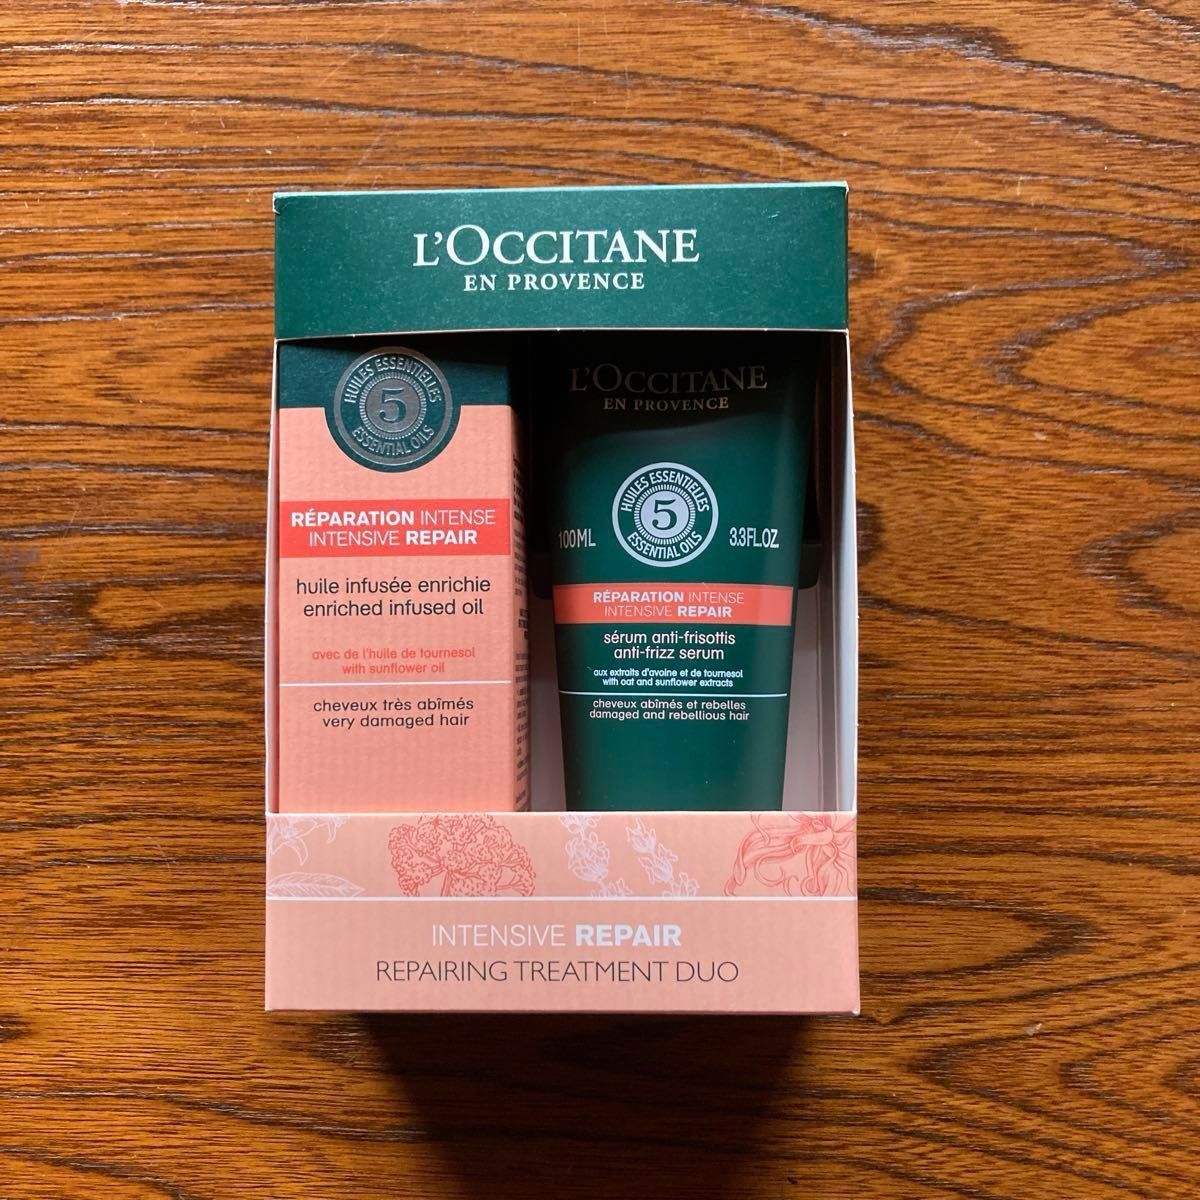 L'OCCITANE
EN PROVENCE
HUILES ESSENTIELLES
5
ESSENTIAL OILS
RÉPARATION INTENSE
INTENSIVE REPAIR
huile infusée enrichie
enriched infused oil
avec de l'huile de tournesol
with sunflower oil
cheveux très abîmés
very damaged hair
L'OCCITANE
EN PROVENCE
HUILES ESSENTIELLES
5
ESSENTIAL OILS
100ML 3.3FL.OZ.
RÉPARATION INTENSE
INTENSIVE REPAIR
sérum anti-frisottis
anti-frizz serum
aux extraits d'avoine et de tournesol
with oat and sunflower extracts
cheveux abîmés et rebelles
damaged and rebellious hair
INTENSIVE REPAIR
REPAIRING TREATMENT DUO